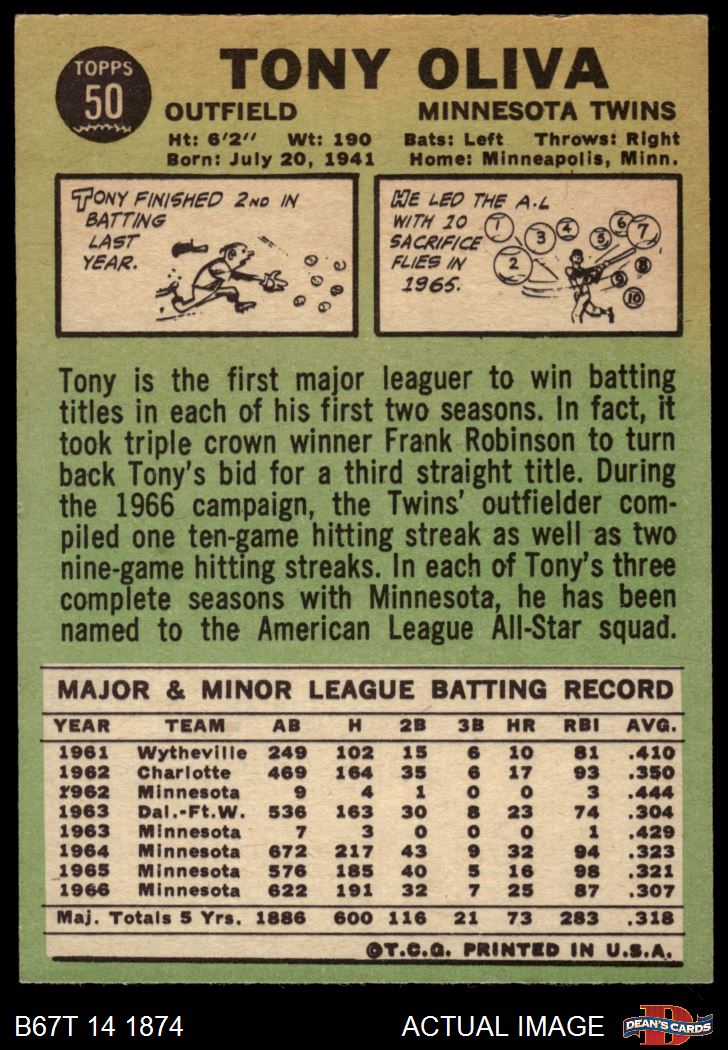 TOPPS
50
TONY OLIVA
OUTFIELD MINNESOTA TWINS
Ht: 6'2" Wt: 190 Bats: Left Throws: Right
Born: July 20, 1941 Home: Minneapolis, Minn.
TONY FINISHED 2ND IN
BATTING
LAST
YEAR.
HE LED THE A.L
WITH 10
SACRIFICE
FLIES IN
1965.
1 2 3 4 5 6 7 8 9 10
Tony is the first major leaguer to win batting
titles in each of his first two seasons. In fact, it
took triple crown winner Frank Robinson to turn
back Tony's bid for a third straight title. During
the 1966 campaign, the Twins' outfielder com-
piled one ten-game hitting streak as well as two
nine-game hitting streaks. In each of Tony's three
complete seasons with Minnesota, he has been
named to the American League All-Star squad.
MAJOR & MINOR LEAGUE BATTING RECORD
YEAR TEAM AB H 2B 3B HR RBI AVG.
1961 Wytheville 249 102 15 6 10 81 .410
1962 Charlotte 469 164 35 6 17 93 .350
1962 Minnesota 9 4 1 0 0 3 .444
1963 Dal.-Ft.W. 536 163 30 8 23 74 .304
1963 Minnesota 7 3 0 0 0 1 .429
1964 Minnesota 672 217 43 9 32 94 .323
1965 Minnesota 576 185 40 5 16 98 .321
1966 Minnesota 622 191 32 7 25 87 .307
Maj. Totals 5 Yrs. 1886 600 116 21 73 283 .318
©T.C.G. PRINTED IN U.S.A.
B67T 14 1874 ACTUAL IMAGE
D
DEAN'S CARDS